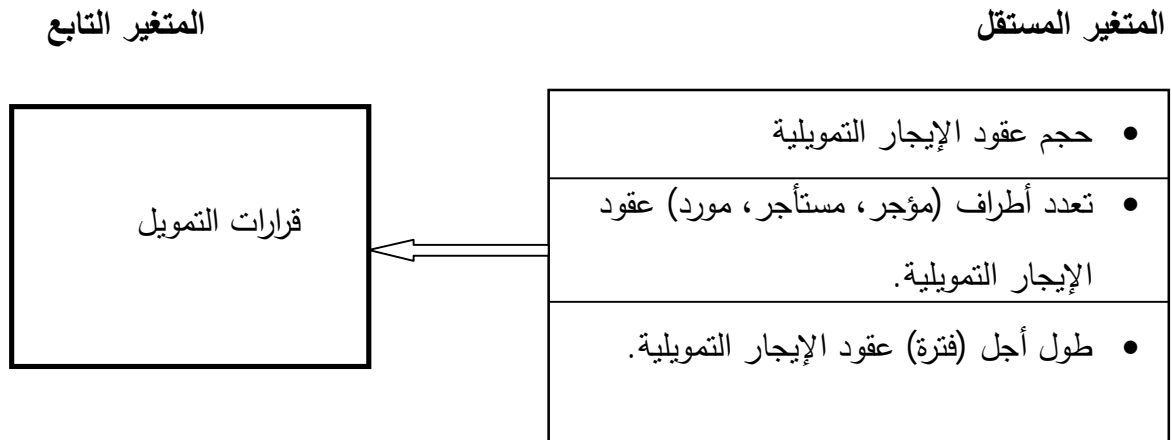 المتغير المستقل
المتغير التابع
• حجم عقود الإيجار التمويلية
• تعدد أطراف (مؤجر، مستأجر، مورد) عقود
الإيجار التمويلية.
• طول أجل (فترة) عقود الإيجار التمويلية.
قرارات التمويل